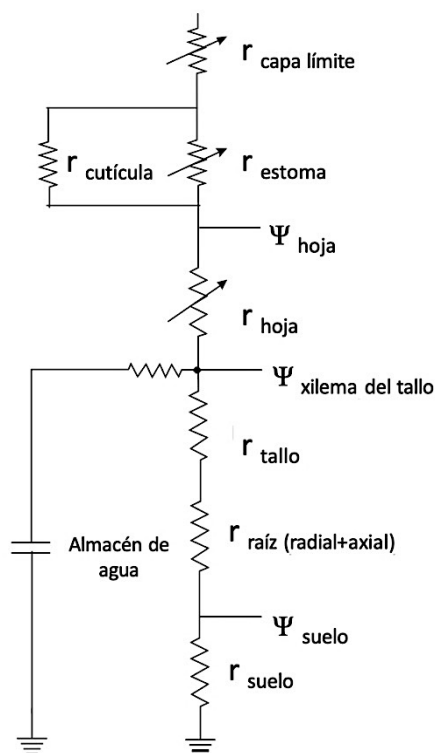 r capa límite
r cutícula
r estoma
Ψ hoja
r hoja
Ψ xilema del tallo
r tallo
r raíz (radial+axial)
Almacén de
agua
Ψ suelo
r suelo